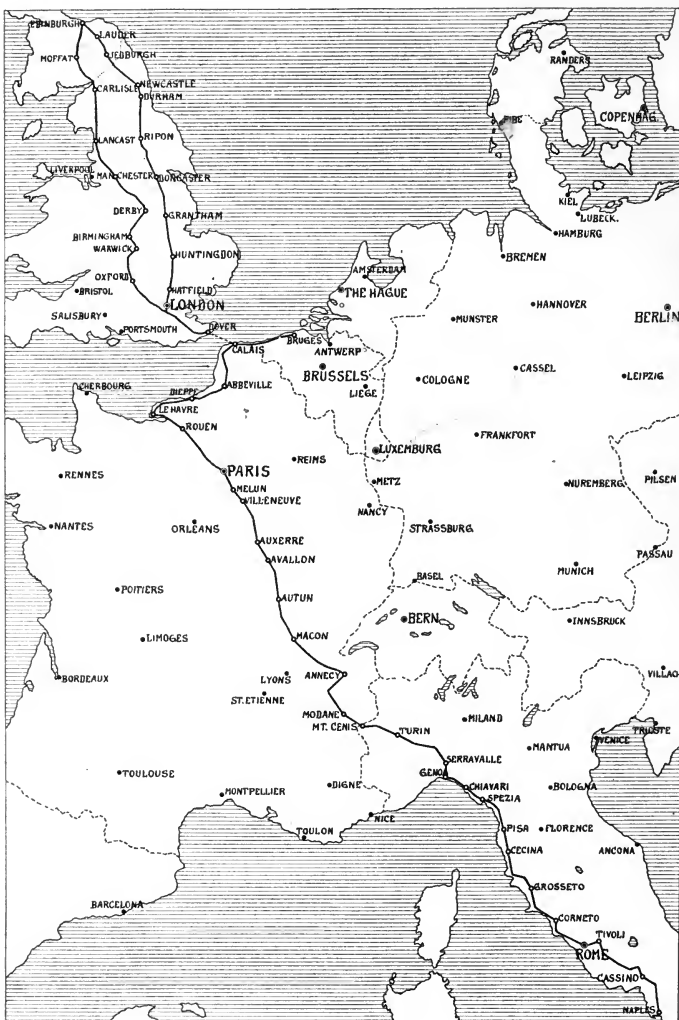 EDINBURGH
LAUDER
MOFFAT
JEDBURGH
RANDERS
CARLISLE
NEWCASTLE
DURHAM
COPENHAG.
RIBE
LANCAST
RIPON
LIVERPOOL
MANCHESTER
DONCASTER
KIEL
DERBY
GRANTHAM
LUBECK.
BIRMINGHAM
HAMBURG
WARWICK
HUNTINGDON
BREMEN
OXFORD
AMSTERDAM
BRISTOL
HATFIELD
THE HAGUE
LONDON
HANNOVER
SALISBURY
MUNSTER
BERLIN
PORTSMOUTH
DOVER
CALAIS
BRUGES
ANTWERP
BRUSSELS
CASSEL
LEIPZIG
CHERBOURG
DIEPPE
ABBEVILLE
LIEGE
COLOGNE
LE HAVRE
ROUEN
FRANKFORT
LUXEMBURG
REIMS
PARIS
RENNES
METZ
PILSEN
NUREMBERG
MELUN
VILLENEUVE
NANCY
NANTES
ORLÉANS
STRASSBURG
AUXERRE
PASSAU
AVALLON
MUNICH
BASEL
POITIERS
AUTUN
BERN
INNSBRUCK
LIMOGES
MACON
BORDEAUX
LYONS
ANNECY
VILLAC
ST. ETIENNE
MODANE
MT. CENIS
MILAND
TRIESTE
TURIN
VENICE
MANTUA
SERRAVALLE
TOULOUSE
GENOA
CHIAVARI
BOLOGNA
MONTPELLIER
DIGNE
SPEZIA
NICE
TOULON
PISA
FLORENCE
CECINA
ANCONA
GROSSETO
BARCELONA
CORNETO
TIVOLI
ROME
CASSINO
NAPLES